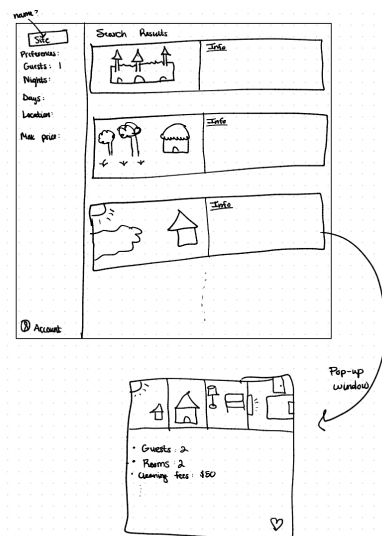 name?
Site
Preferences:
Guests: 1
Nights:
Days:
Location:
Max price:
Account
Search Results
Info
Info
Info
Pop-up
window
• Guests: 2
• Rooms: 2
• Cleaning fees: $50